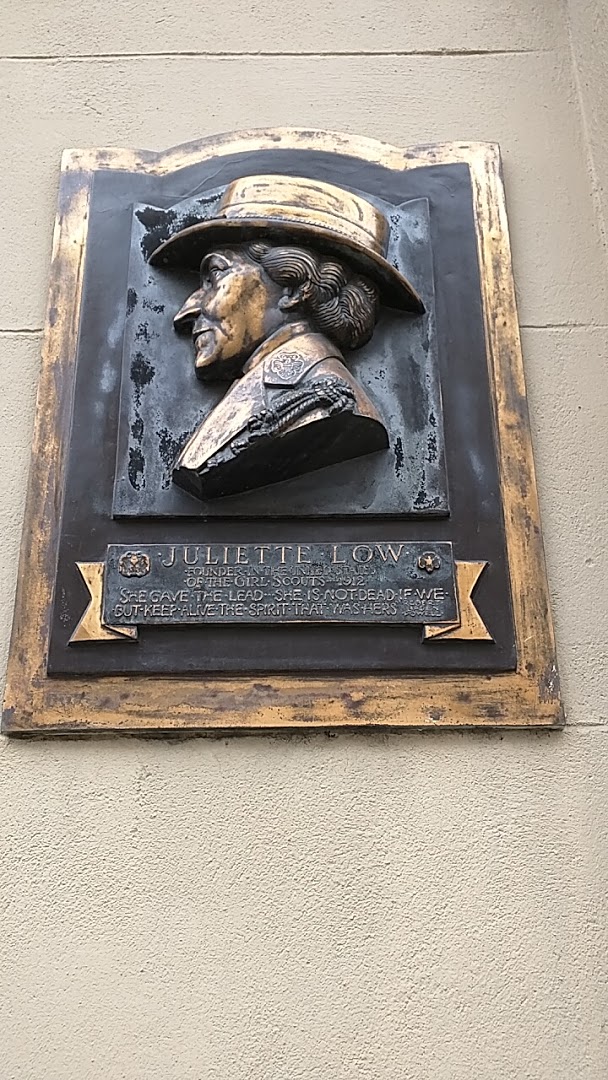 ·JULIETTE·LOW·
FOUNDER·IN·THE·UNITED·STATES
OF·THE·GIRL·SCOUTS·1912·
SHE·GAVE·THE·LEAD··SHE·IS·NOT·DEAD·IF·WE·
BUT·KEEP·ALIVE·THE·SPIRIT·THAT·WAS·HERS